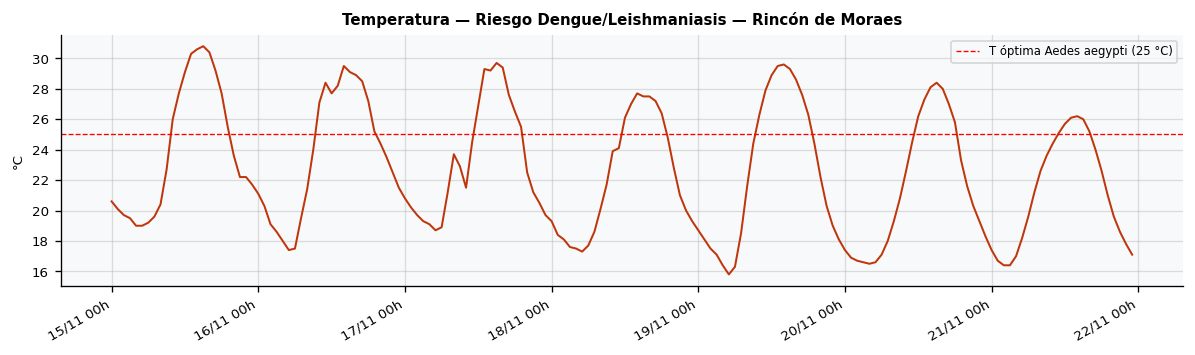 Temperatura — Riesgo Dengue/Leishmaniasis — Rincón de Moraes
T óptima Aedes aegypti (25 °C)
°C
30
28
26
24
22
20
18
16
15/11 00h
16/11 00h
17/11 00h
18/11 00h
19/11 00h
20/11 00h
21/11 00h
22/11 00h